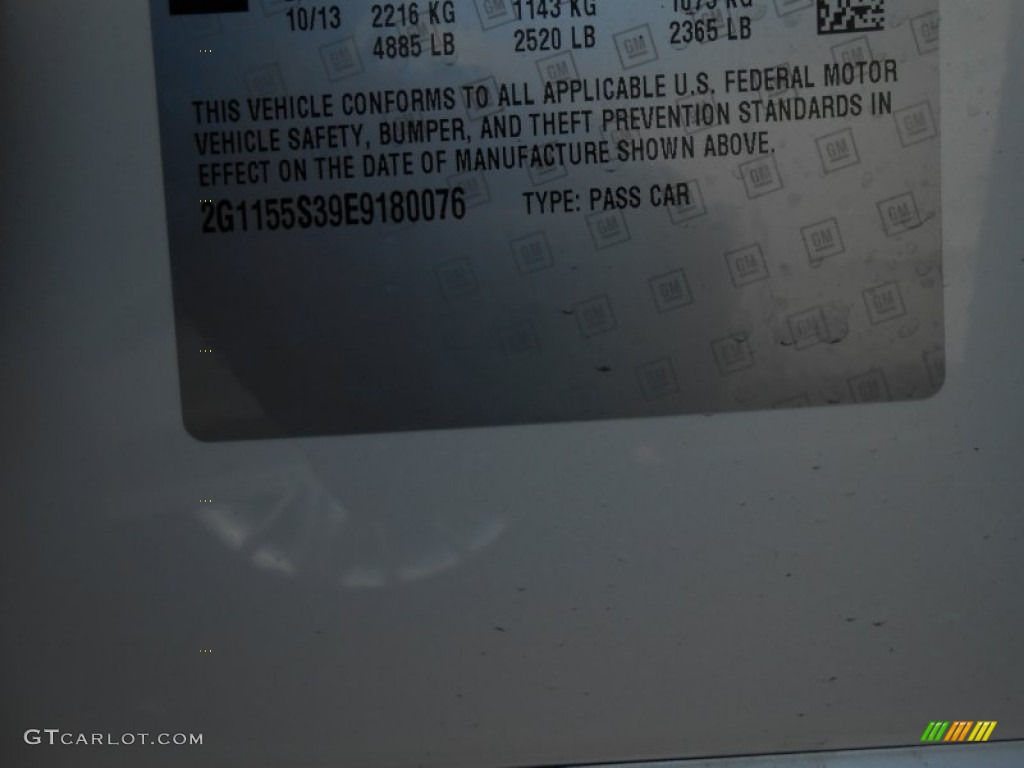 10/13 2216 KG 1143 KG 1073 KG
4885 LB 2520 LB 2365 LB
THIS VEHICLE CONFORMS TO ALL APPLICABLE U.S. FEDERAL MOTOR
VEHICLE SAFETY, BUMPER, AND THEFT PREVENTION STANDARDS IN
EFFECT ON THE DATE OF MANUFACTURE SHOWN ABOVE.
2G1155S39E9180076 TYPE: PASS CAR
GTCARLOT.COM